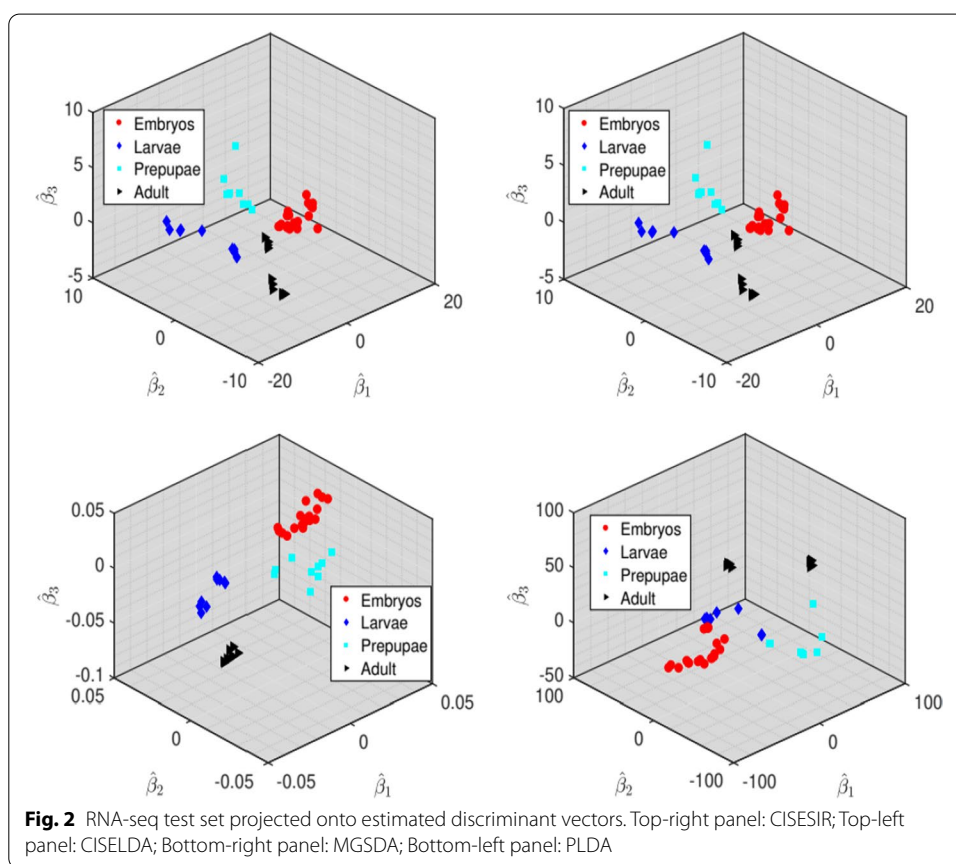 10
5
0
-5
10
0
-10
-20
0
20
β̂₃
β̂₂
β̂₁
Embryos
Larvae
Prepupae
Adult
10
5
0
-5
10
0
-10
-20
0
20
β̂₃
β̂₂
β̂₁
Embryos
Larvae
Prepupae
Adult
0.05
0
-0.05
-0.1
0.05
0
-0.05
-0.05
0
0.05
β̂₃
β̂₂
β̂₁
Embryos
Larvae
Prepupae
Adult
100
50
0
-50
100
0
-100
-100
0
100
β̂₃
β̂₂
β̂₁
Embryos
Larvae
Prepupae
Adult
Fig. 2 RNA-seq test set projected onto estimated discriminant vectors. Top-right panel: CISESIR; Top-left
panel: CISELDA; Bottom-right panel: MGSDA; Bottom-left panel: PLDA